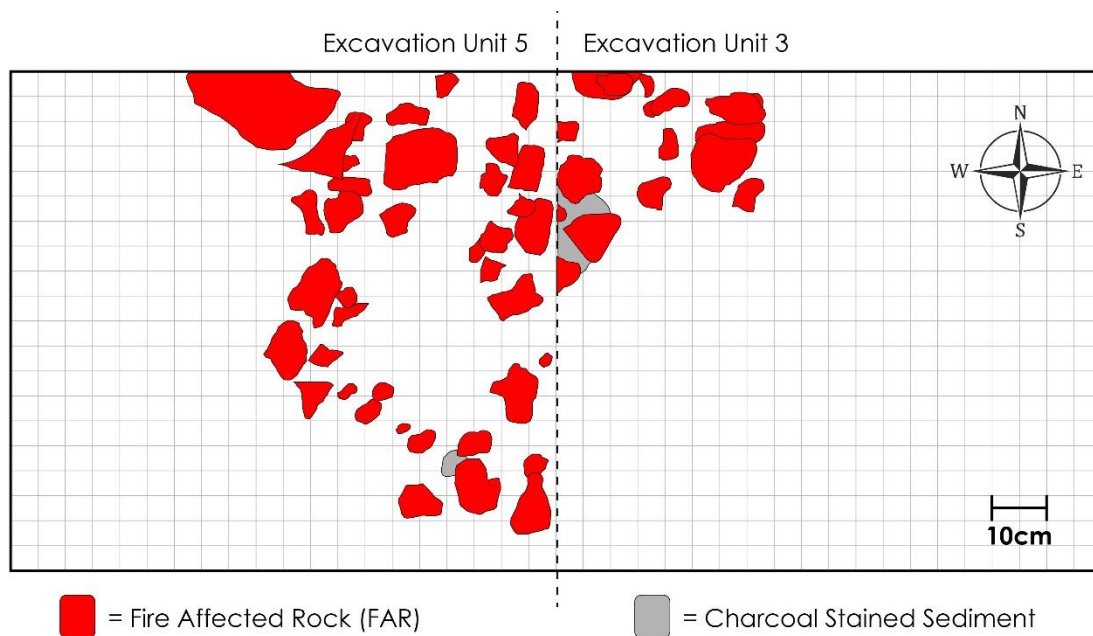 Excavation Unit 5
Excavation Unit 3
N
W E
S
10cm
= Fire Affected Rock (FAR)
= Charcoal Stained Sediment